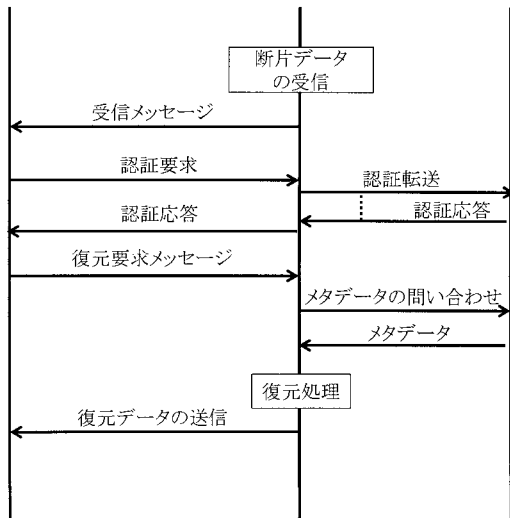 断片データ
の受信
受信メッセージ
認証要求
認証転送
認証応答
認証応答
復元要求メッセージ
メタデータの問い合わせ
メタデータ
復元処理
復元データの送信